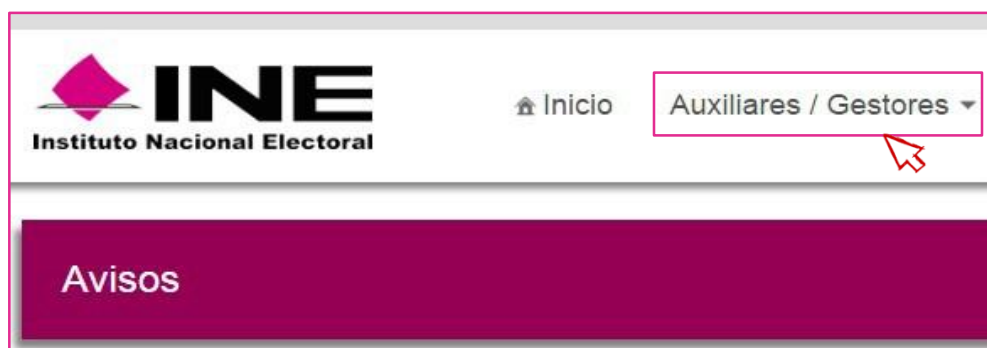 INE
Instituto Nacional Electoral
Inicio
Auxiliares / Gestores
Avisos